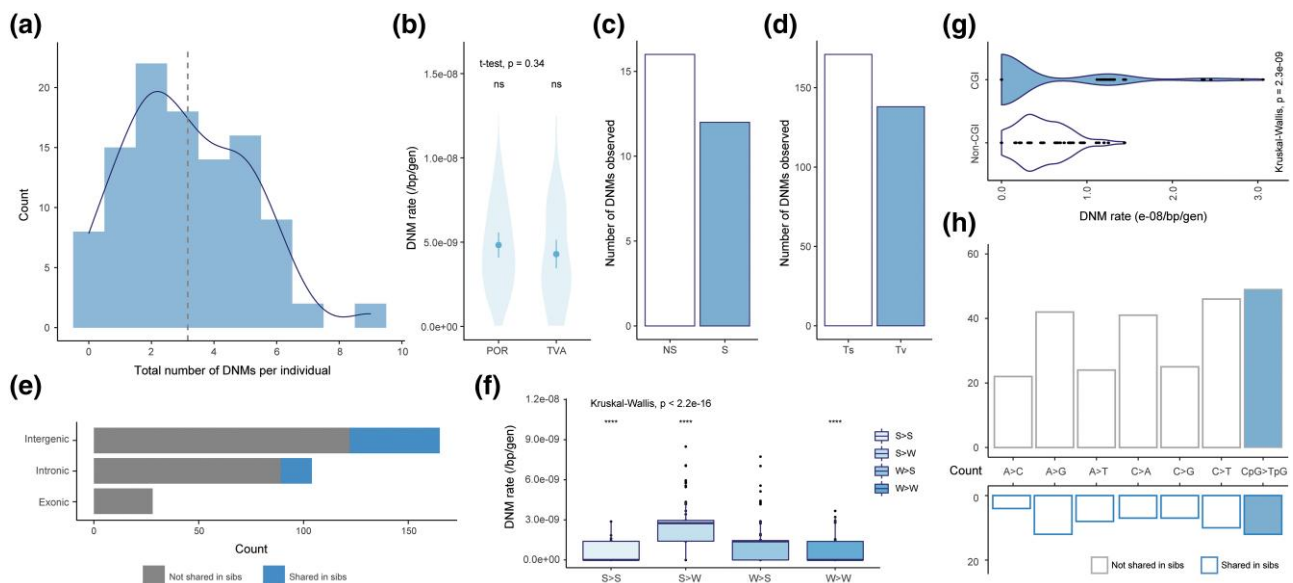 (a)
Count
20
15
10
5
0
0 2 4 6 8 10
Total number of DNMs per individual
(b)
t-test, p = 0.34
ns ns
DNM rate (/bp/gen)
1.5e-08
1.0e-08
5.0e-09
0.0e+00
POR TVA
(c)
Number of DNMs observed
15
10
5
0
NS S
(d)
Number of DNMs observed
150
100
50
0
Ts Tv
(g)
CGI
Non-CGI
Kruskal-Wallis, p = 2.3e-09
0.0 1.0 2.0 3.0
DNM rate (e-08/bp/gen)
(e)
Intergenic
Intronic
Exonic
0 50 100 150
Count
Not shared in sibs Shared in sibs
(f)
Kruskal-Wallis, p < 2.2e-16
**** **** ****
DNM rate (/bp/gen)
1.2e-08
9.0e-09
6.0e-09
3.0e-09
0.0e+00
S>S S>W W>S W>W
S>S
S>W
W>S
W>W
(h)
60
40
20
0
Count A>C A>G A>T C>A C>G C>T CpG>TpG
0
20
Not shared in sibs Shared in sibs